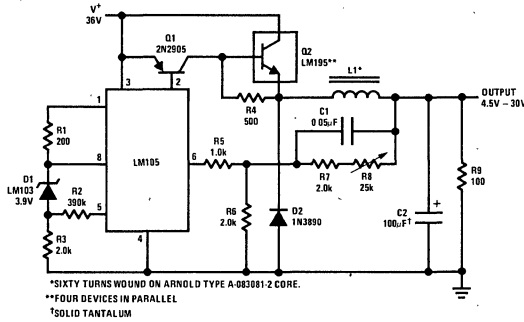 V+
36V
Q1
2N2905
Q2
LM195**
L1*
OUTPUT
4.5V – 30V
3
2
1
R4
500
C1
0 05μF
R1
200
LM105
R5
1.0k
6
8
R7
2.0k
R8
25k
R9
100
D1
LM103
3.9V
R2
390k
5
R6
2.0k
D2
1N3890
C2
100μF†
+
R3
2.0k
4
*SIXTY TURNS WOUND ON ARNOLD TYPE A-083081-2 CORE.
**FOUR DEVICES IN PARALLEL
†SOLID TANTALUM